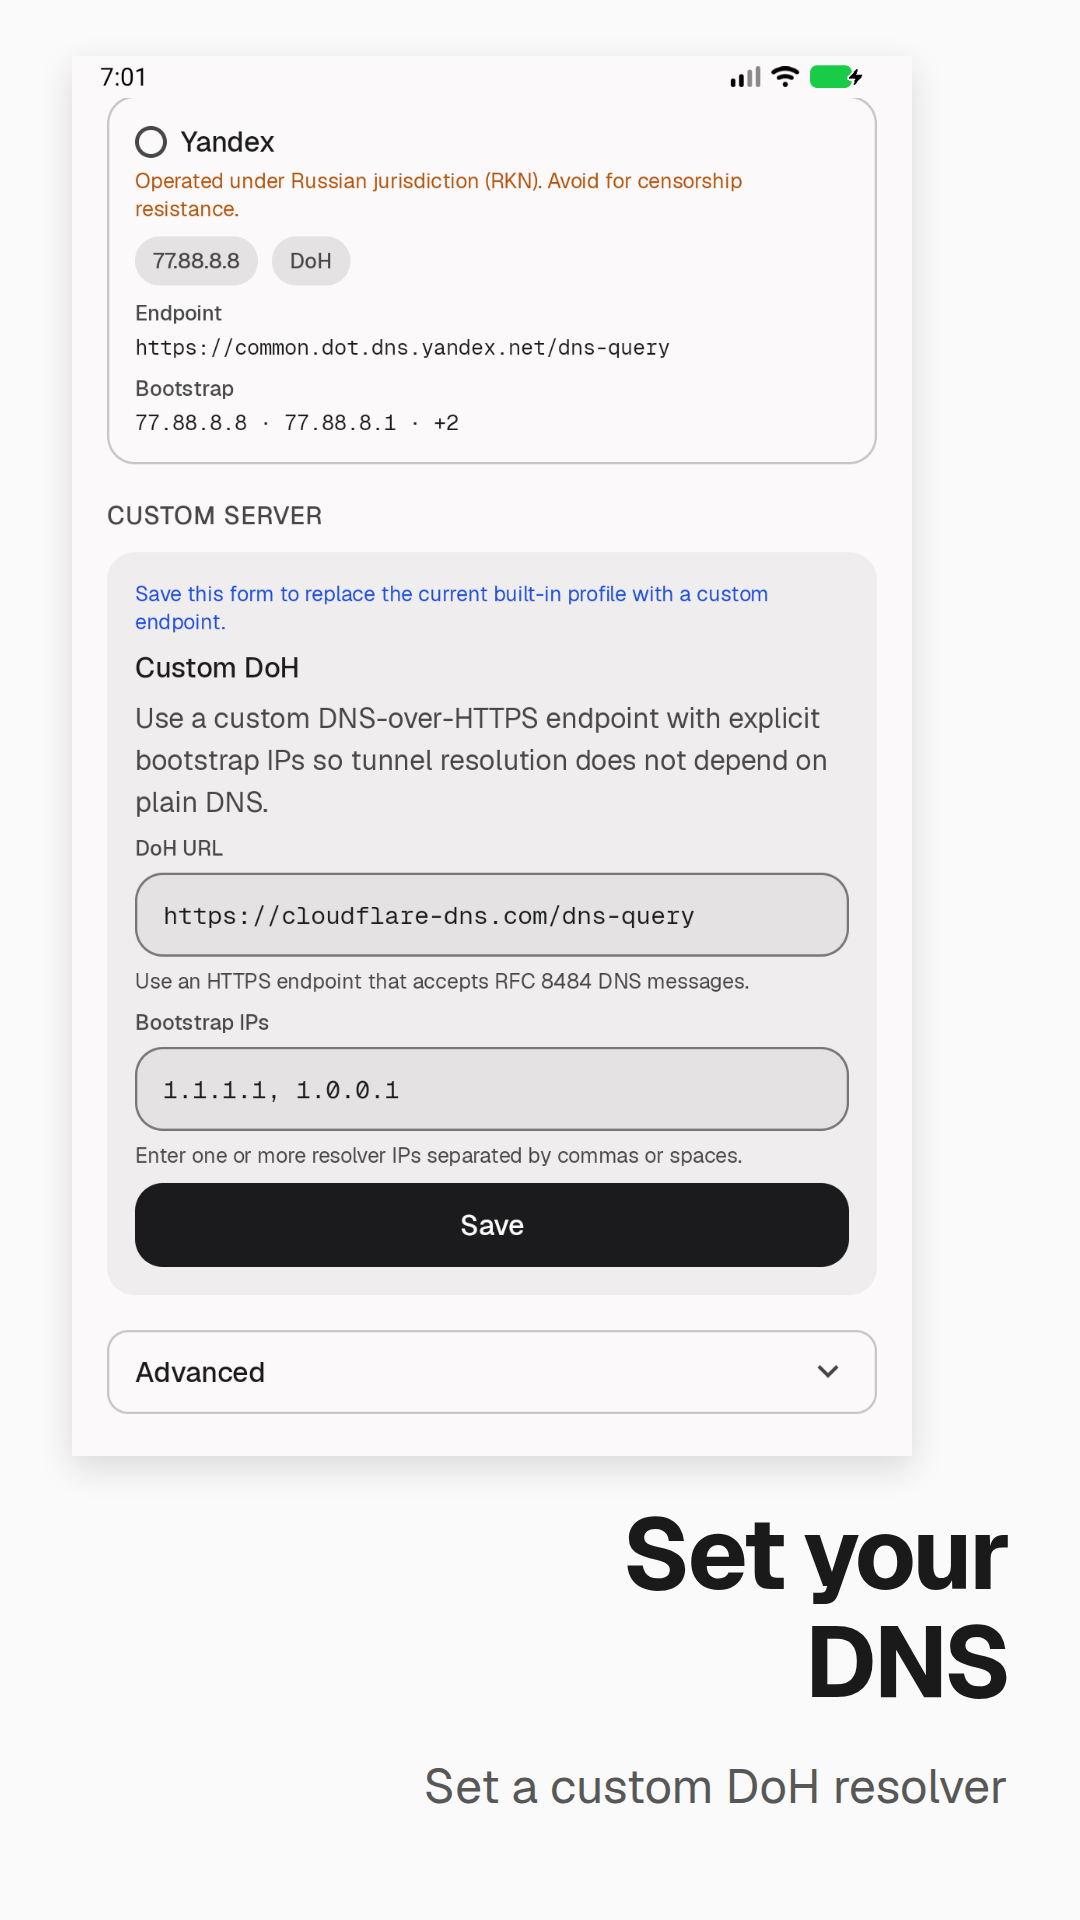 7:01
Yandex
Operated under Russian jurisdiction (RKN). Avoid for censorship
resistance.
77.88.8.8 DoH
Endpoint
https://common.dot.dns.yandex.net/dns-query
Bootstrap
77.88.8.8 · 77.88.8.1 · +2
CUSTOM SERVER
Save this form to replace the current built-in profile with a custom
endpoint.
Custom DoH
Use a custom DNS-over-HTTPS endpoint with explicit
bootstrap IPs so tunnel resolution does not depend on
plain DNS.
DoH URL
https://cloudflare-dns.com/dns-query
Use an HTTPS endpoint that accepts RFC 8484 DNS messages.
Bootstrap IPs
1.1.1.1, 1.0.0.1
Enter one or more resolver IPs separated by commas or spaces.
Save
Advanced
Set your
DNS
Set a custom DoH resolver